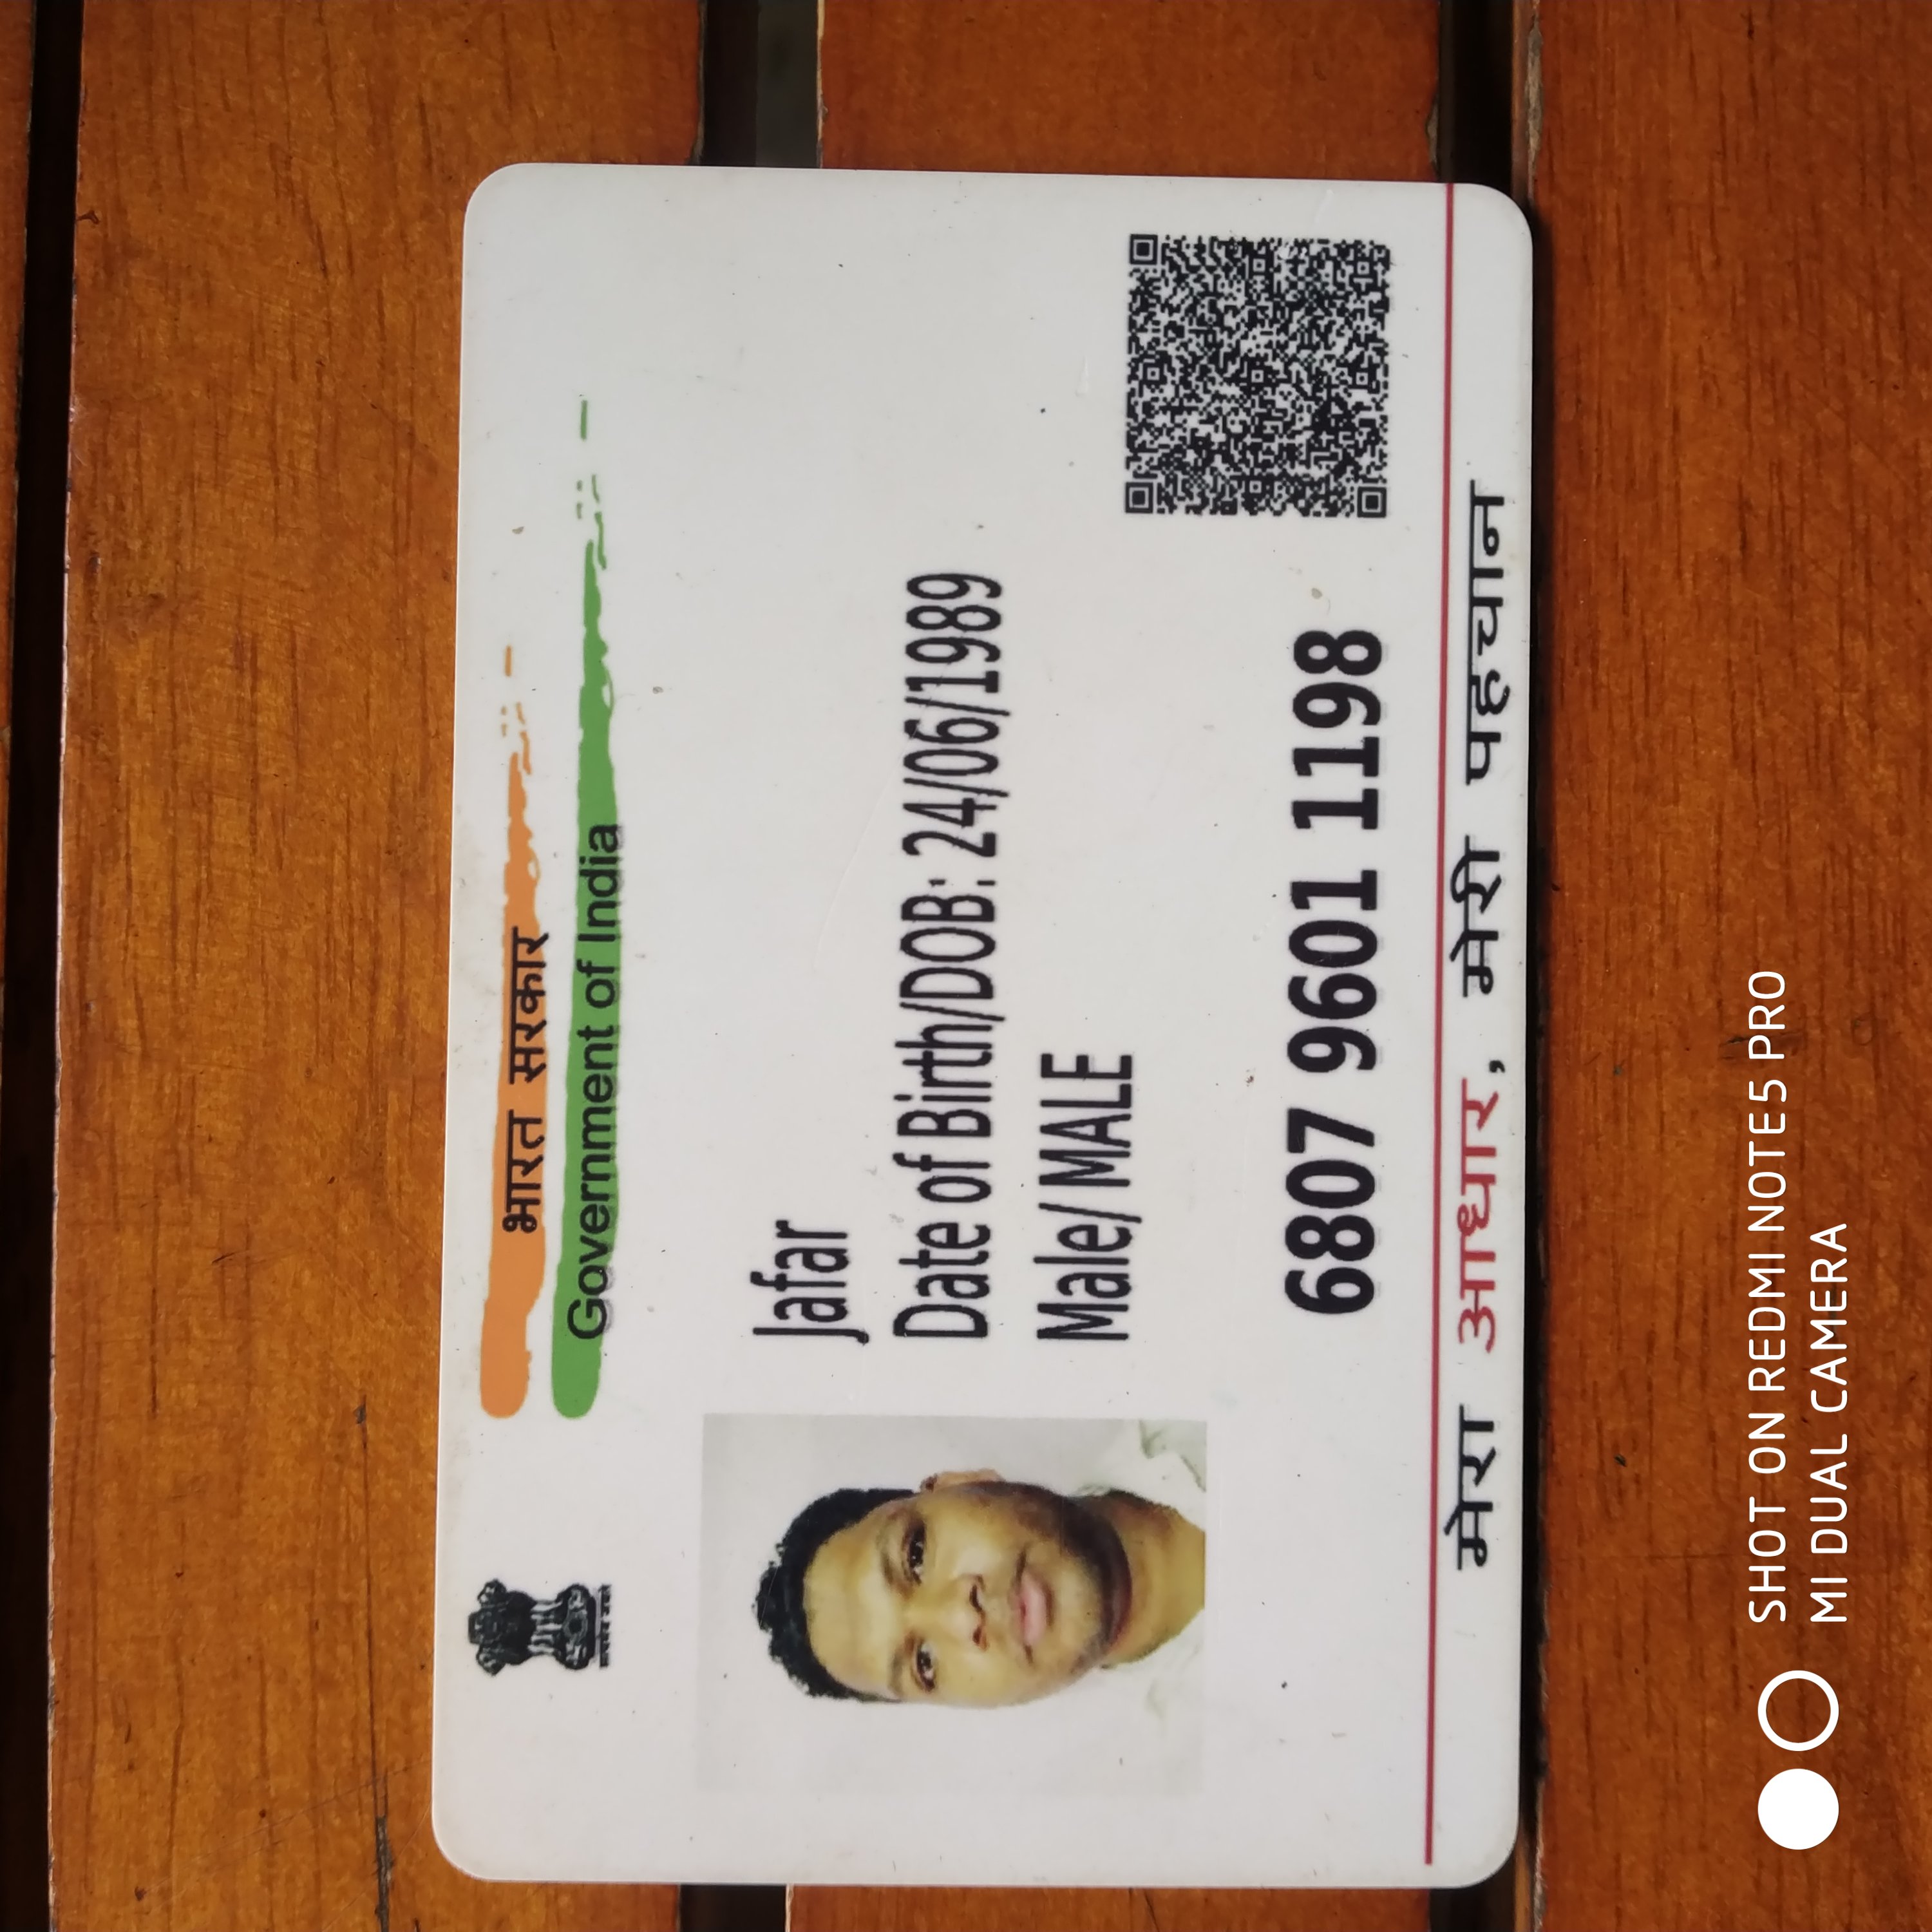 सत्यमेव जयते
भारत सरकार
Government of India
Jafar
Date of Birth/DOB: 24/06/1989
Male/ MALE
6807 9601 1198
मेरा आधार, मेरी पहचान
SHOT ON REDMI NOTE5 PRO
MI DUAL CAMERA